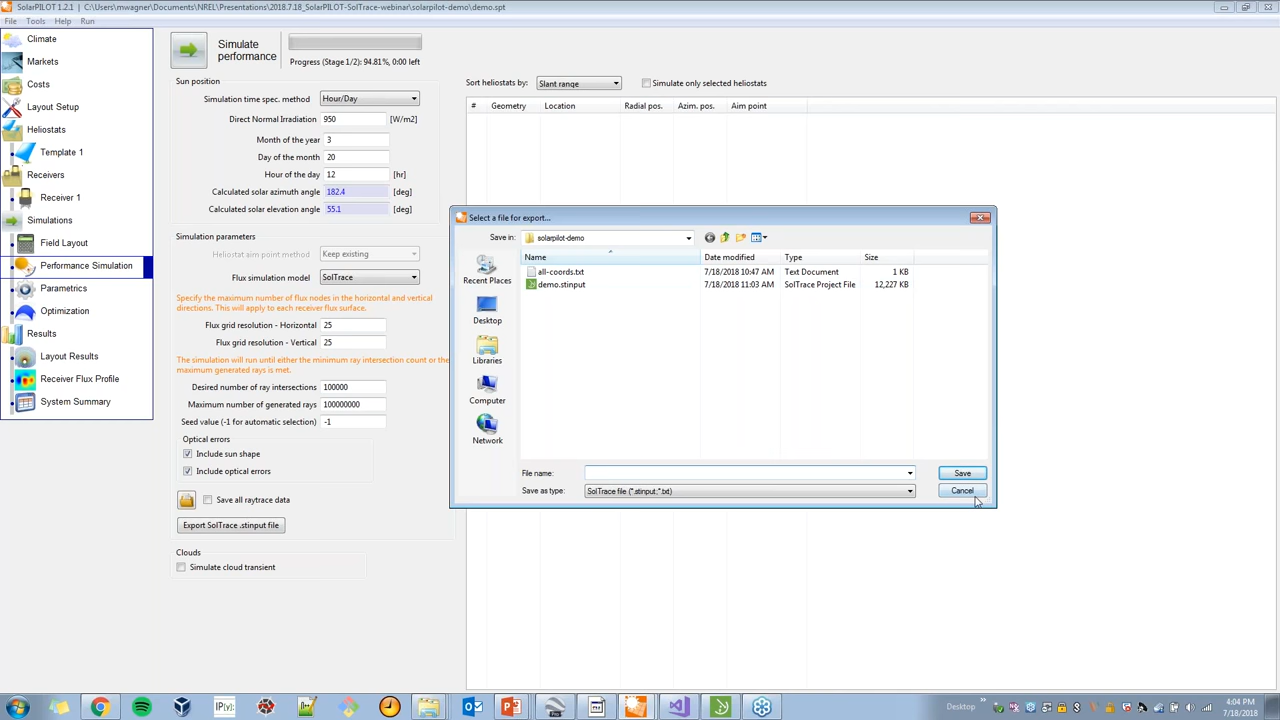 SolarPILOT 1.2.1 | C:\Users\mwagner\Documents\NREL\Presentations\2018.7.18_SolarPILOT-SolTrace-webinar\solarpilot-demo\demo.spt
File Tools Help Run
Climate
Markets
Costs
Layout Setup
Heliostats
Template 1
Receivers
Receiver 1
Simulations
Field Layout
Performance Simulation
Parametrics
Optimization
Results
Layout Results
Receiver Flux Profile
System Summary
Simulate
performance
Progress (Stage 1/2): 94.81%, 0:00 left
Sun position
Simulation time spec. method Hour/Day
Direct Normal Irradiation 950 [W/m2]
Month of the year 3
Day of the month 20
Hour of the day 12 [hr]
Calculated solar azimuth angle 182.4 [deg]
Calculated solar elevation angle 55.1 [deg]
Simulation parameters
Heliostat aim point method Keep existing
Flux simulation model SolTrace
Specify the maximum number of flux nodes in the horizontal and vertical
directions. This will apply to each receiver flux surface.
Flux grid resolution - Horizontal 25
Flux grid resolution - Vertical 25
The simulation will run until either the minimum ray intersection count or the
maximum generated rays is met.
Desired number of ray intersections 100000
Maximum number of generated rays 100000000
Seed value (-1 for automatic selection) -1
Optical errors
Include sun shape
Include optical errors
Save all raytrace data
Export SolTrace .stinput file
Clouds
Simulate cloud transient
Sort heliostats by: Slant range Simulate only selected heliostats
# Geometry Location Radial pos. Azim. pos. Aim point
Select a file for export...
Save in: solarpilot-demo
Name Date modified Type Size
all-coords.txt 7/18/2018 10:47 AM Text Document 1 KB
demo.stinput 7/18/2018 11:03 AM SolTrace Project File 12,227 KB
Recent Places
Desktop
Libraries
Computer
Network
File name: Save
Save as type: SolTrace file (*.stinput;*.txt) Cancel
IP[y]:
Desktop
4:04 PM
7/18/2018